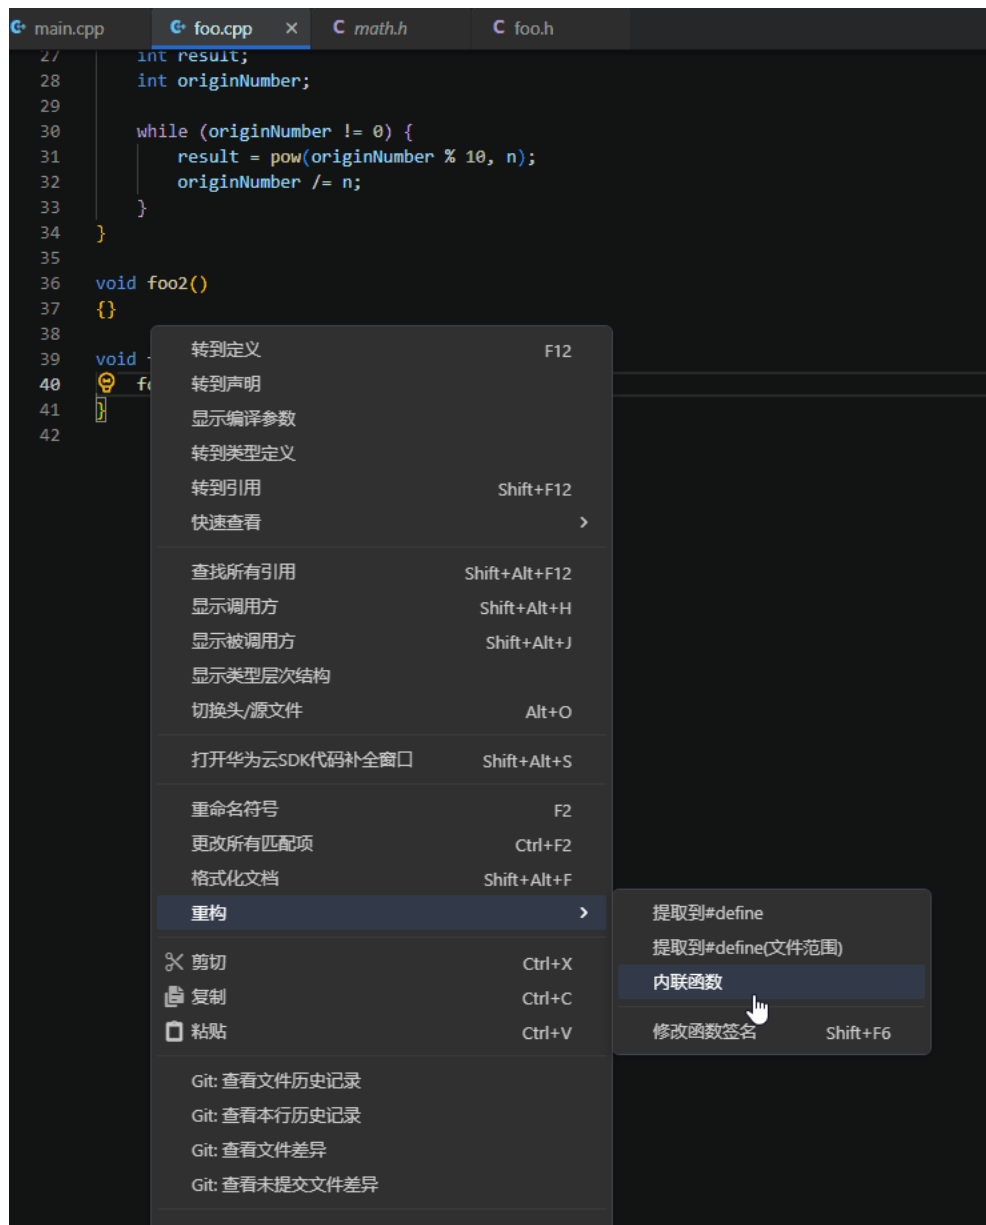 main.cpp foo.cpp × math.h foo.h
27 int result;
28 int originNumber;
29
30 while (originNumber != 0) {
31 result = pow(originNumber % 10, n);
32 originNumber /= n;
33 }
34 }
35
36 void foo2()
37 {}
38
39 void
40
41 }
42
转到定义 F12
转到声明
显示编译参数
转到类型定义
转到引用 Shift+F12
快速查看
查找所有引用 Shift+Alt+F12
显示调用方 Shift+Alt+H
显示被调用方 Shift+Alt+J
显示类型层次结构
切换头/源文件 Alt+O
打开华为云SDK代码补全窗口 Shift+Alt+S
重命名符号 F2
更改所有匹配项 Ctrl+F2
格式化文档 Shift+Alt+F
重构
提取到#define
提取到#define(文件范围)
内联函数
修改函数签名 Shift+F6
剪切 Ctrl+X
复制 Ctrl+C
粘贴 Ctrl+V
Git: 查看文件历史记录
Git: 查看本行历史记录
Git: 查看文件差异
Git: 查看未提交文件差异